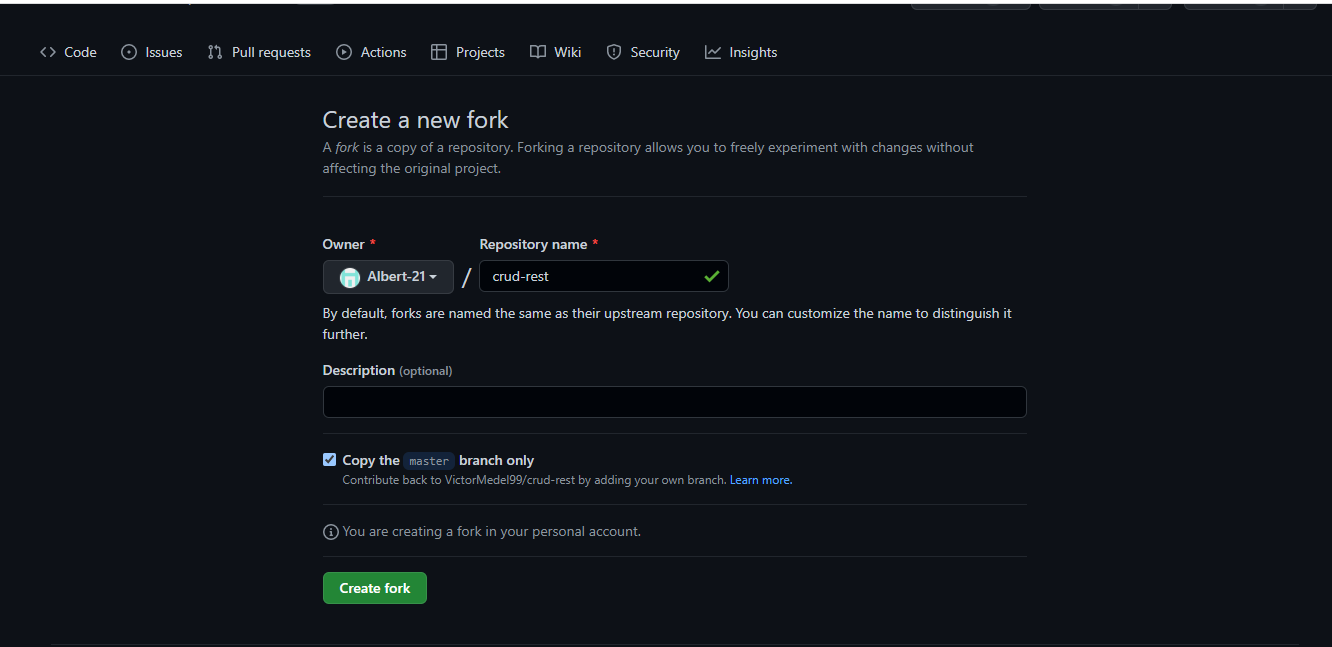 Code Issues Pull requests Actions Projects Wiki Security Insights
Create a new fork
A fork is a copy of a repository. Forking a repository allows you to freely experiment with changes without
affecting the original project.
Owner * Repository name *
Albert-21 / crud-rest
By default, forks are named the same as their upstream repository. You can customize the name to distinguish it
further.
Description (optional)
Copy the master branch only
Contribute back to VictorMedel99/crud-rest by adding your own branch. Learn more.
You are creating a fork in your personal account.
Create fork